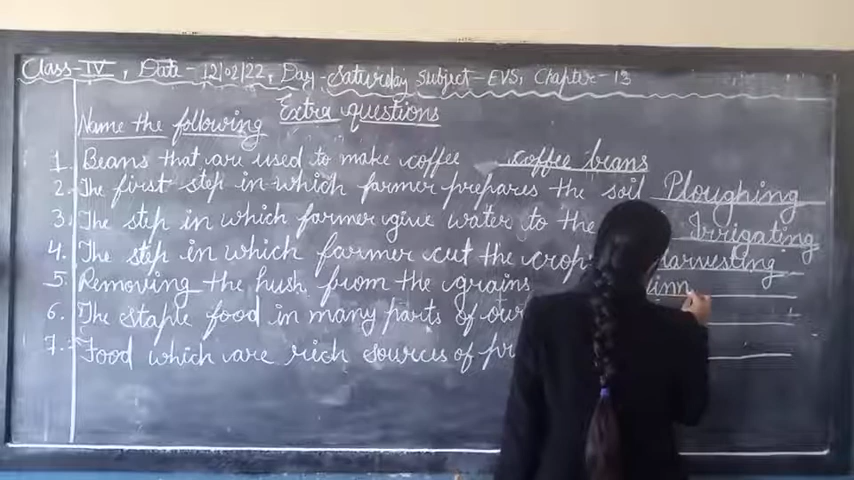 Class-IV, Date-12/02/22, Day-Saturday Subject-EVS, Chapter-13
Extra questions
Name the following
1. Beans that are used to make coffee coffee beans
2. The first step in which farmer prepares the soil Ploughing
3. The step in which farmer give water to the Irrigating
4. The step in which farmer cut the crop Harvesting
5. Removing the husk from the grains inn
6. The staple food in many parts of our
7. Food which are rich sources of pr